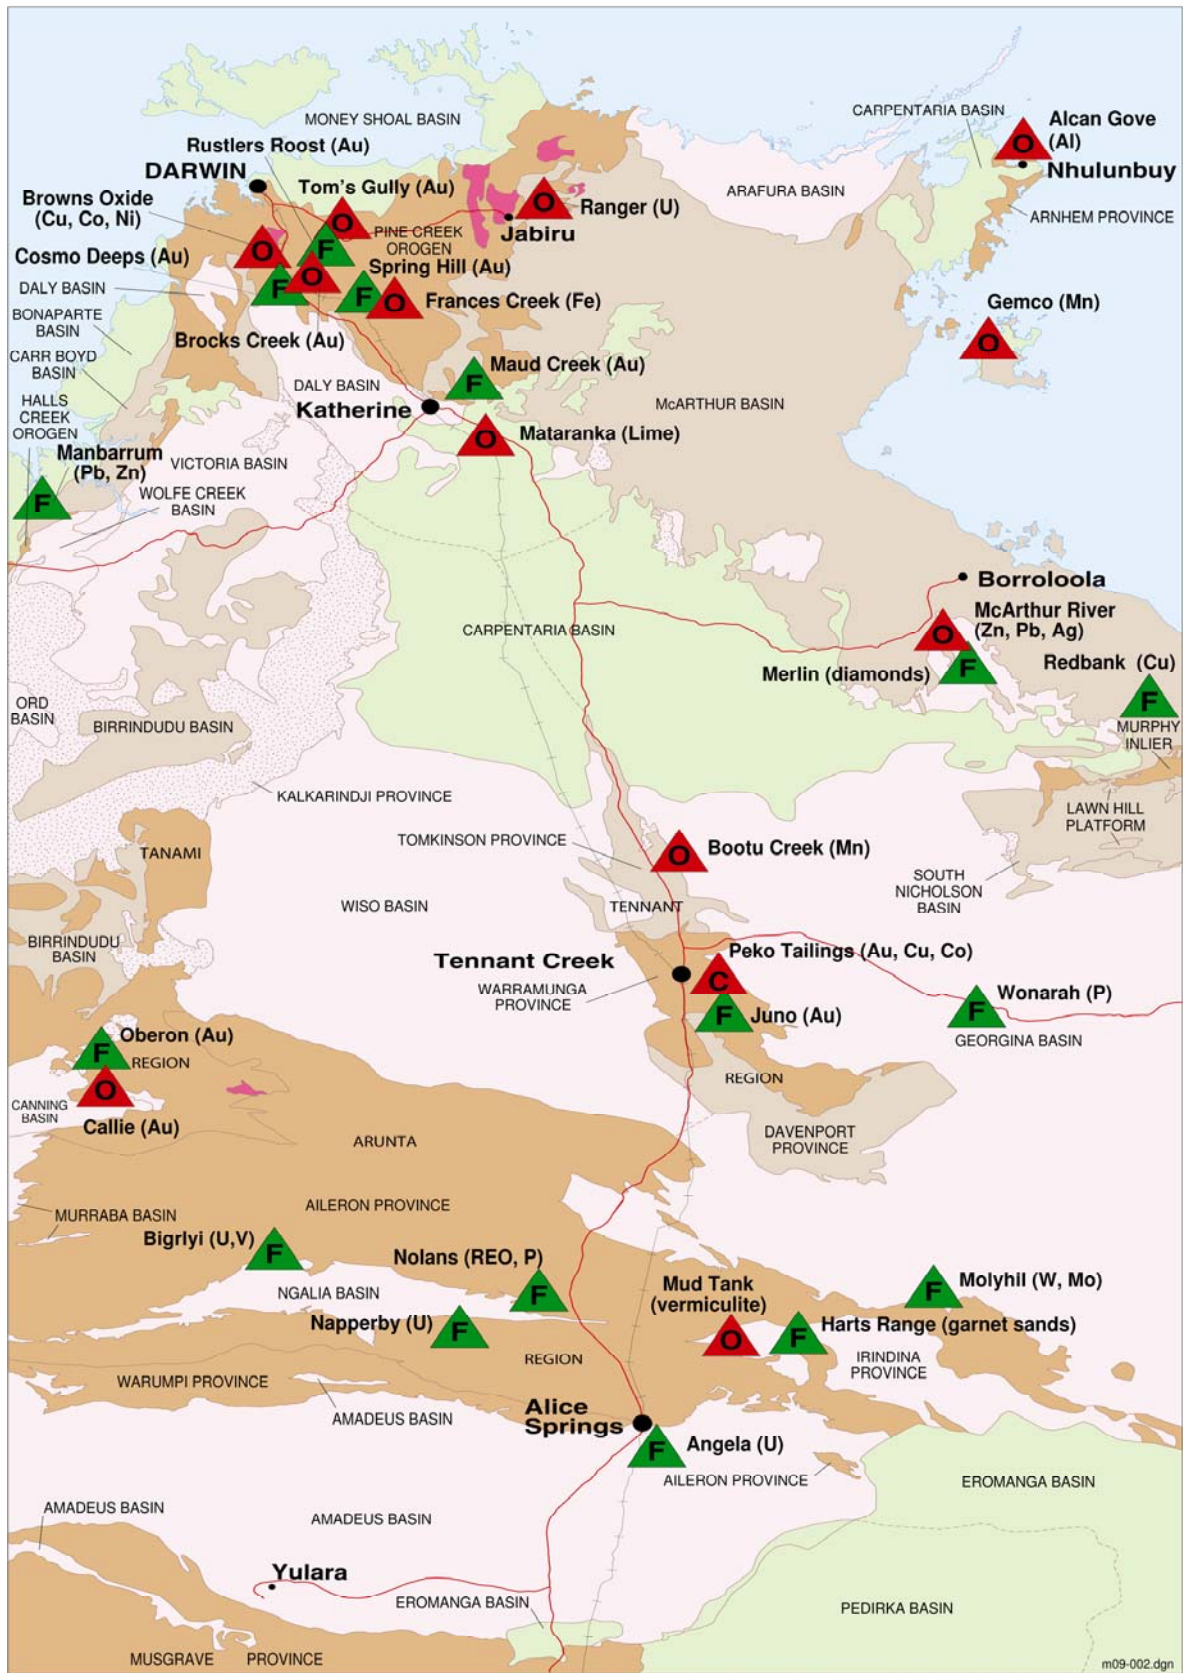 MONEY SHOAL BASIN
CARPENTARIA BASIN
Alcan Gove
(Al)
O
Nhulunbuy
Rustlers Roost (Au)
DARWIN
Tom's Gully (Au)
ARAFURA BASIN
Browns Oxide
(Cu, Co, Ni)
O
O
Ranger (U)
ARNHEM PROVINCE
Jabiru
PINE CREEK
OROGEN
F
O
Cosmo Deeps (Au)
Spring Hill (Au)
O
F
F
O
Frances Creek (Fe)
DALY BASIN
Gemco (Mn)
O
BONAPARTE
BASIN
Brocks Creek (Au)
CARR BOYD
BASIN
Maud Creek (Au)
F
DALY BASIN
HALLS
CREEK
OROGEN
Katherine
McARTHUR BASIN
O
Mataranka (Lime)
Manbarrum
(Pb, Zn)
F
VICTORIA BASIN
WOLFE CREEK
BASIN
Borroloola
McArthur River
(Zn, Pb, Ag)
O
CARPENTARIA BASIN
Merlin (diamonds)
F
Redbank (Cu)
F
ORD
BASIN
BIRRINDUDU BASIN
MURPHY
INLIER
KALKARINDJI PROVINCE
LAWN HILL
PLATFORM
TOMKINSON PROVINCE
O
Bootu Creek (Mn)
TANAMI
SOUTH
NICHOLSON
BASIN
WISO BASIN
TENNANT
BIRRINDUDU
BASIN
Peko Tailings (Au, Cu, Co)
Tennant Creek
C
WARRAMUNGA
PROVINCE
Wonarah (P)
F
F
Juno (Au)
GEORGINA BASIN
Oberon (Au)
F
REGION
REGION
O
CANNING
BASIN
Callie (Au)
DAVENPORT
PROVINCE
ARUNTA
AILERON PROVINCE
MURRABA BASIN
Bigrlyi (U,V)
F
Nolans (REO, P)
F
NGALIA BASIN
Mud Tank
(vermiculite)
O
Molyhil (W, Mo)
F
Napperby (U)
F
F
Harts Range (garnet sands)
REGION
IRINDINA
PROVINCE
WARUMPI PROVINCE
AMADEUS BASIN
Alice
Springs
F
Angela (U)
AILERON PROVINCE
EROMANGA BASIN
AMADEUS BASIN
AMADEUS BASIN
Yulara
EROMANGA BASIN
PEDIRKA BASIN
MUSGRAVE PROVINCE
m09-002.dgn